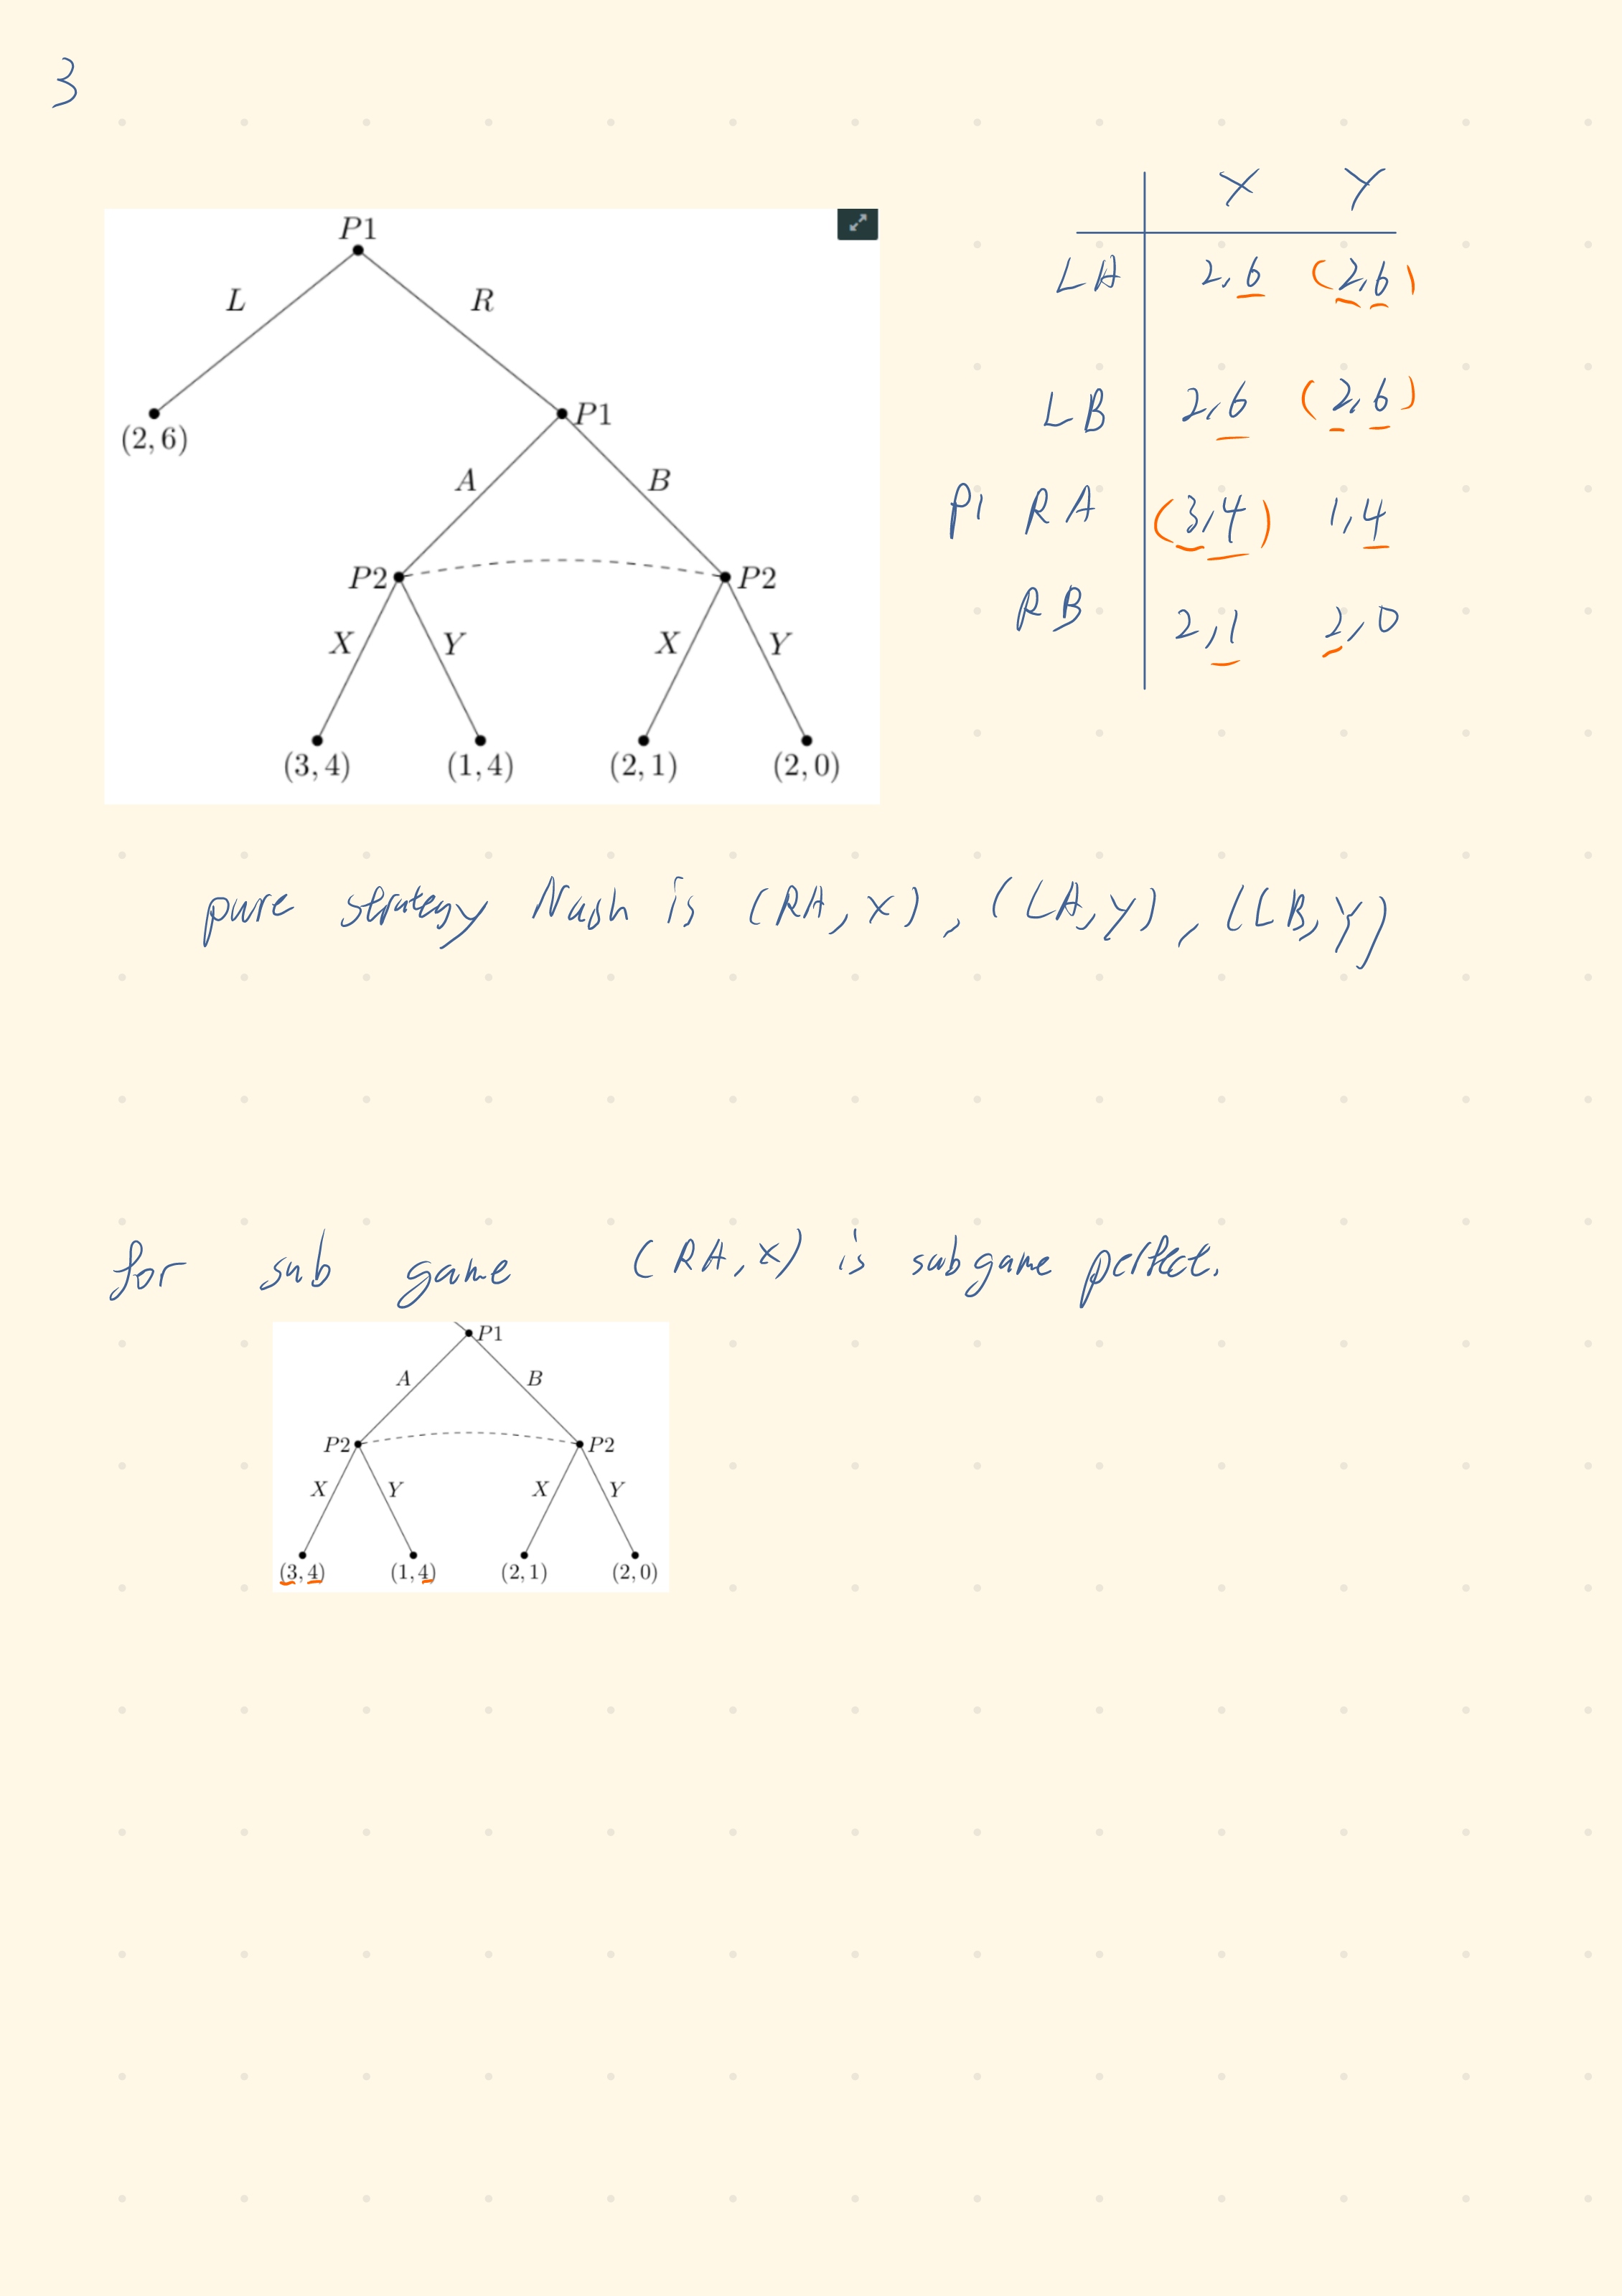 3
P1
L R
(2, 6)
P1
A B
P2 P2
X Y X Y
(3, 4) (1, 4) (2, 1) (2, 0)
X Y
LA 2,6 (2,6)
LB 2,6 (2,6)
P1 RA (3,4) 1,4
RB 2,1 2,0
pure strategy Nash is (RA, X), (LA, Y), (LB, Y)
for sub game (RA, X) is subgame perfect.
P1
A B
P2 P2
X Y X Y
(3, 4) (1, 4) (2, 1) (2, 0)